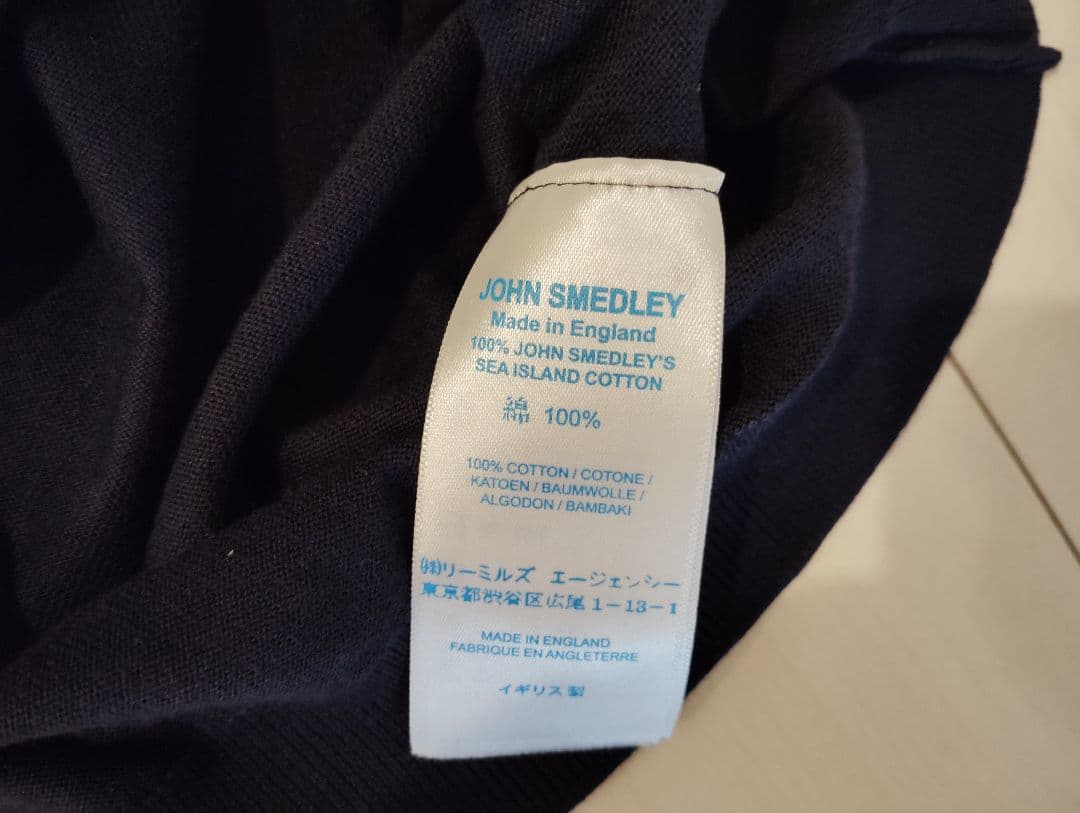 JOHN SMEDLEY
Made in England
100% JOHN SMEDLEY'S
SEA ISLAND COTTON
綿 100%
100% COTTON / COTONE /
KATOEN / BAUMWOLLE /
ALGODON / BAMBAKI
㈱リーミルズ エージェンシー
東京都渋谷区広尾1-13-1
MADE IN ENGLAND
FABRIQUE EN ANGLETERRE
イギリス製